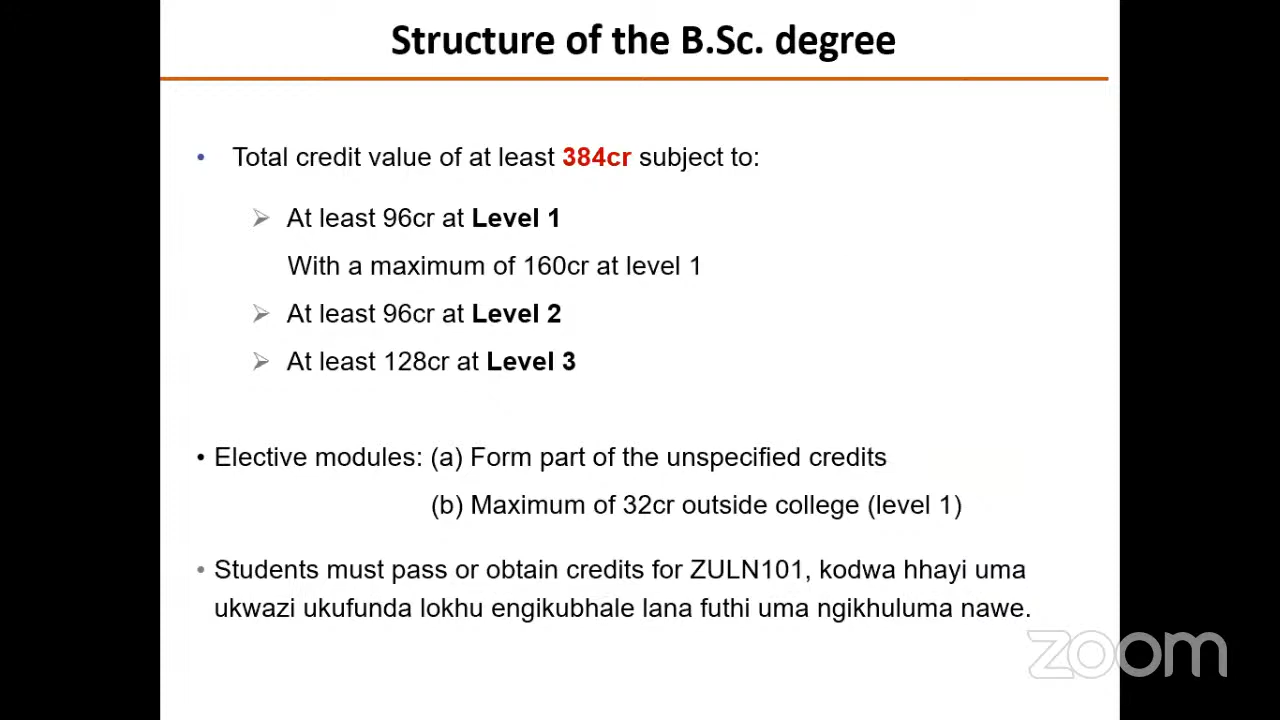 Structure of the B.Sc. degree
• Total credit value of at least 384cr subject to:
➢ At least 96cr at Level 1
With a maximum of 160cr at level 1
➢ At least 96cr at Level 2
➢ At least 128cr at Level 3
• Elective modules: (a) Form part of the unspecified credits
(b) Maximum of 32cr outside college (level 1)
• Students must pass or obtain credits for ZULN101, kodwa hhayi uma
ukwazi ukufunda lokhu engikubhale lana futhi uma ngikhuluma nawe.
zoom